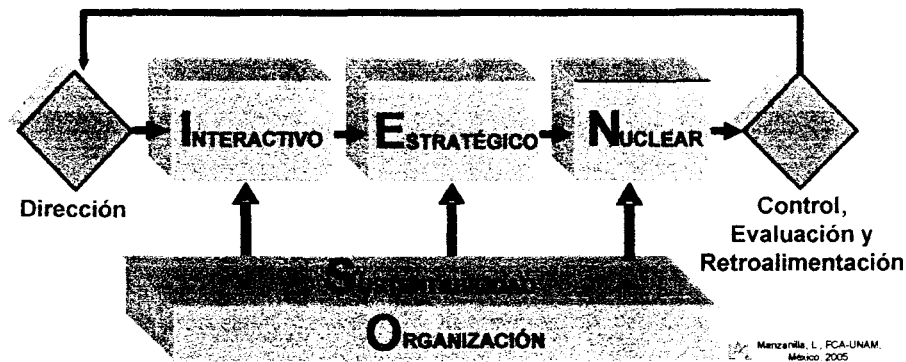 INTERACTIVO
ESTRATÉGICO
NUCLEAR
Dirección
Control,
Evaluación y
Retroalimentación
ORGANIZACIÓN
Manzanilla, L., FCA-UNAM.
México, 2005